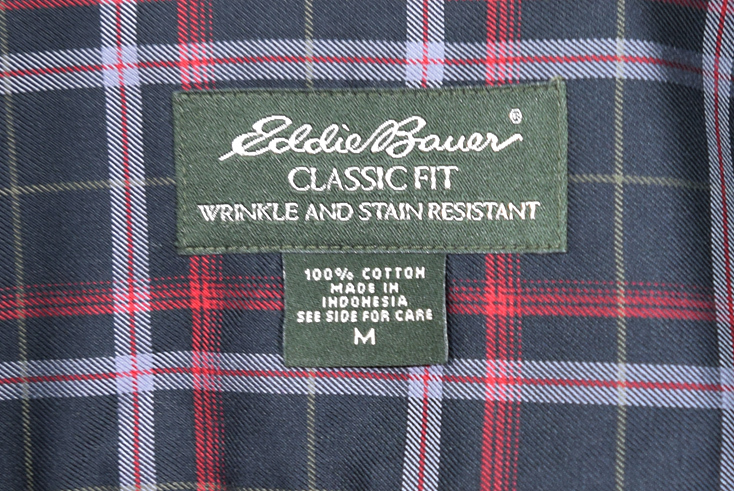 Eddie Bauer®
CLASSIC FIT
WRINKLE AND STAIN RESISTANT
100% COTTON
MADE IN
INDONESIA
SEE SIDE FOR CARE
M